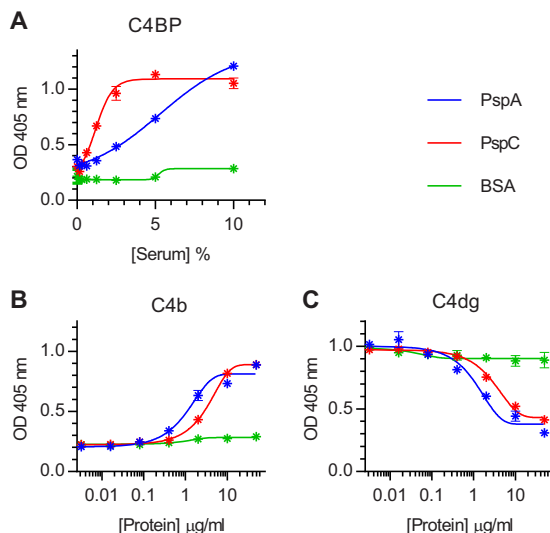 A
C4BP
OD 405 nm
1.0
0.5
0.0
0
5
10
[Serum] %
PspA
PspC
BSA
B
C4b
OD 405 nm
1.0
0.5
0.0
0.01
0.1
1
10
[Protein] µg/ml
C
C4dg
OD 405 nm
1.0
0.5
0.0
0.01
0.1
1
10
[Protein] µg/ml